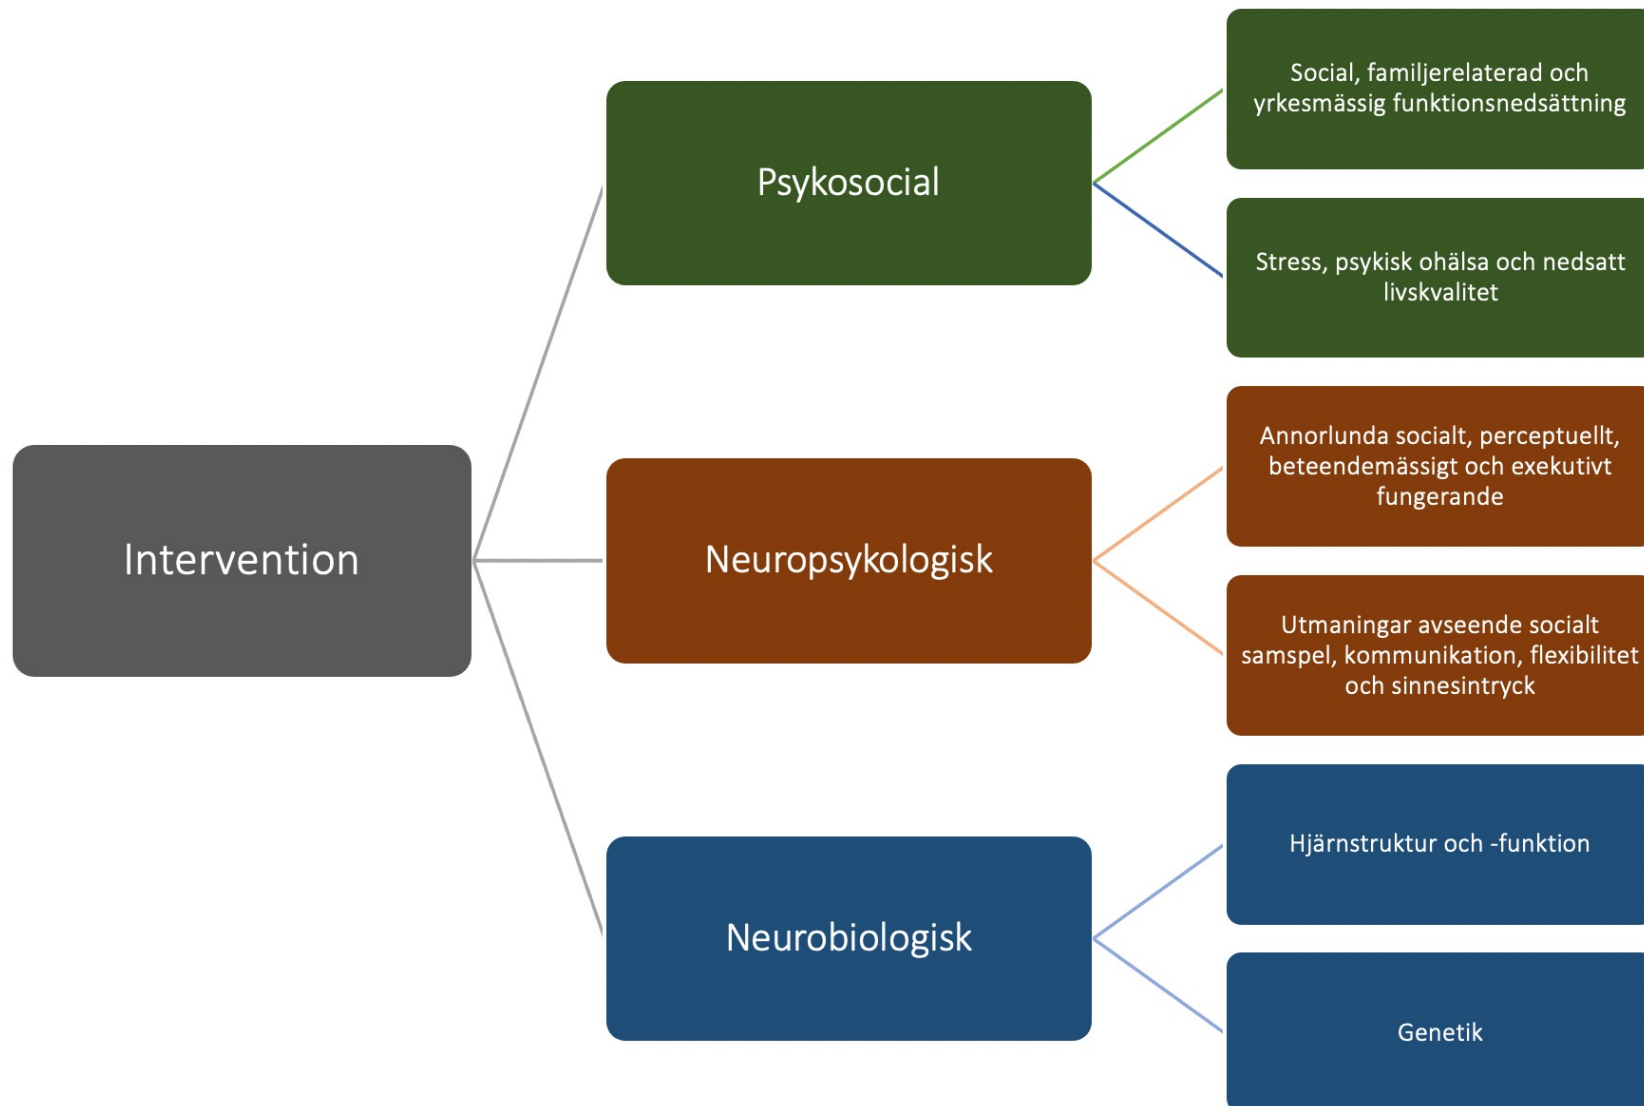 Intervention
Psykosocial
Social, familjerelaterad och
yrkesmässig funktionsnedsättning
Stress, psykisk ohälsa och nedsatt
livskvalitet
Neuropsykologisk
Annorlunda socialt, perceptuellt,
beteendemässigt och exekutivt
fungerande
Utmaningar avseende socialt
samspel, kommunikation, flexibilitet
och sinnesintryck
Neurobiologisk
Hjärnstruktur och -funktion
Genetik